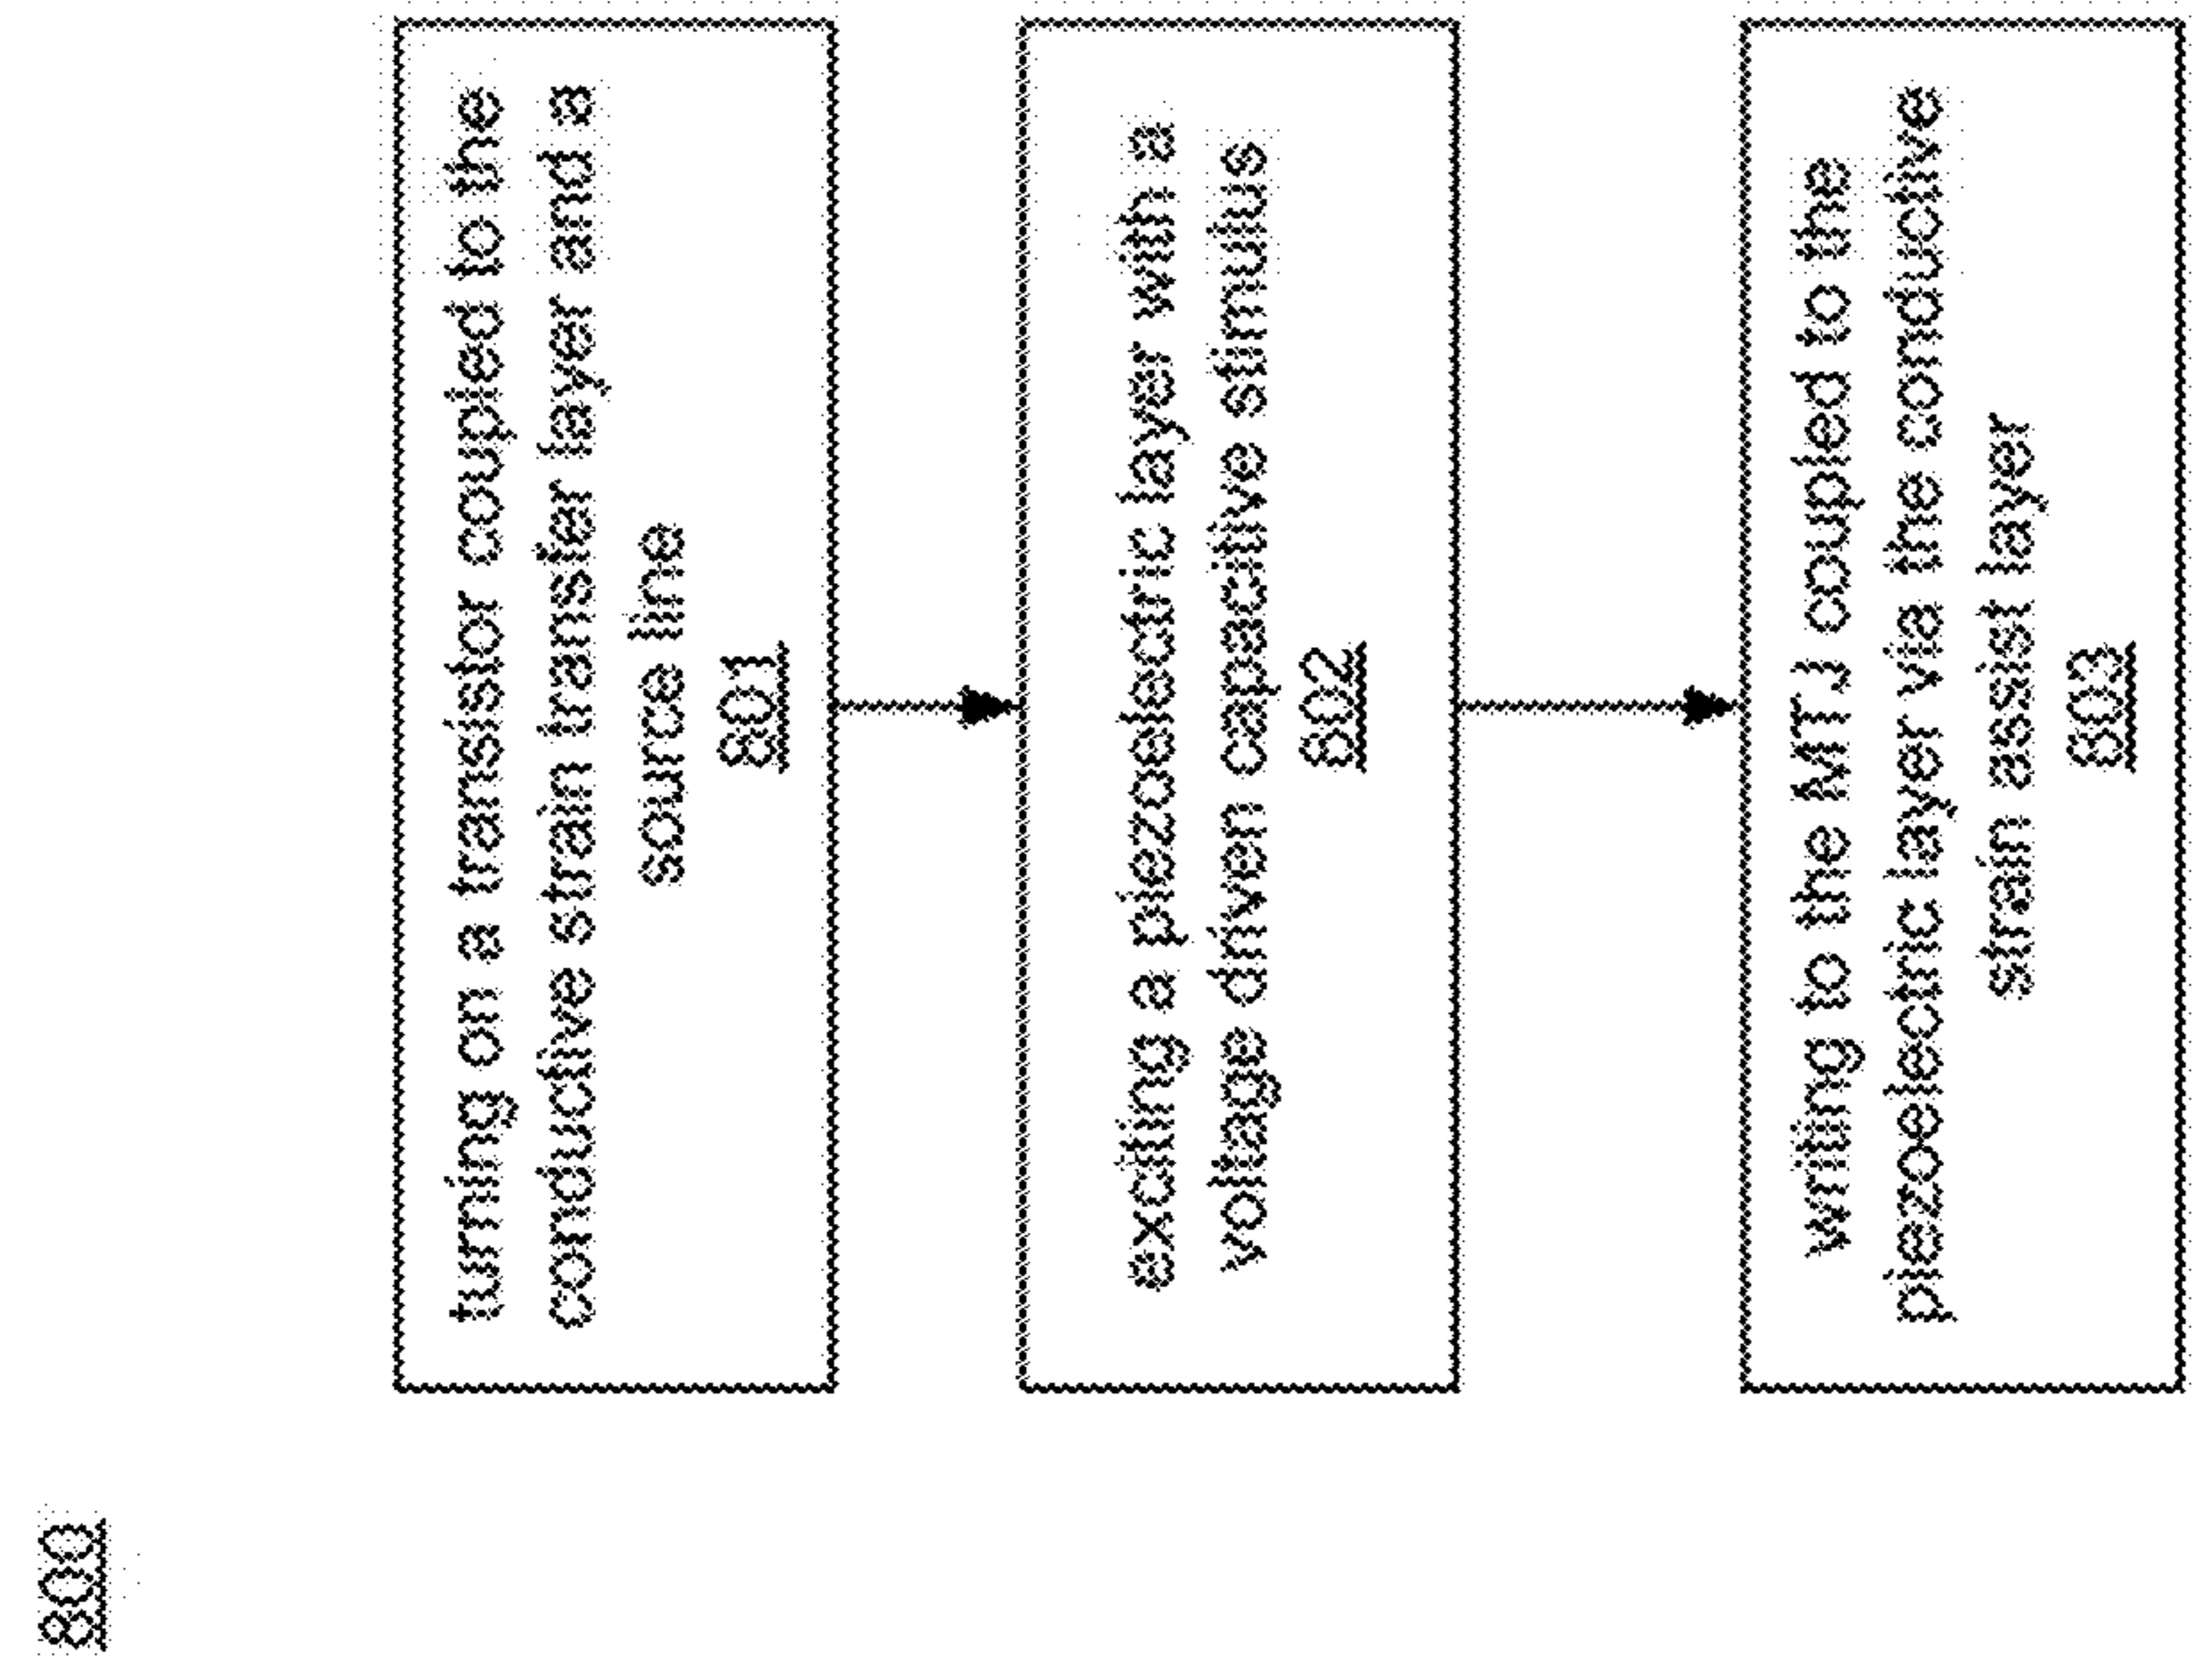 800
turning on a transistor coupled to the
conductive strain transfer layer and a
source line
801
exciting a piezoelectric layer with a
voltage driven capacitive stimulus
802
writing to the MTJ coupled to the
piezoelectric layer via the conductive
strain assist layer
803